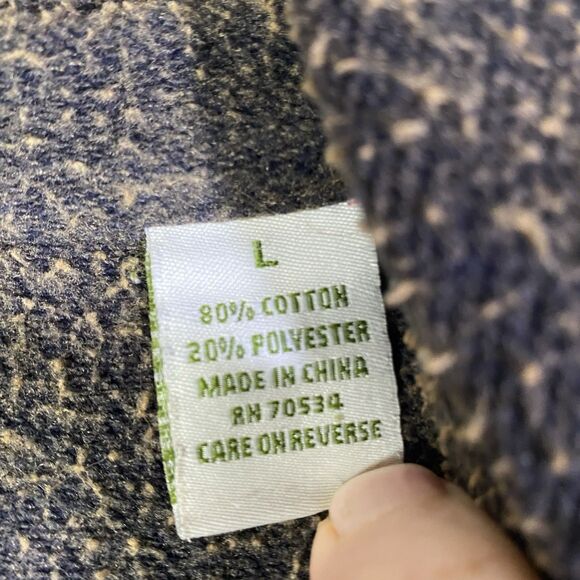 L
80% COTTON
20% POLYESTER
MADE IN CHINA
RN 70534
CARE ON REVERSE